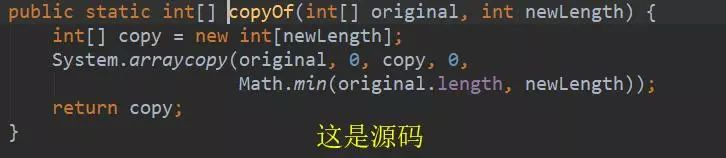 public static int[] copyOf(int[] original, int newLength) {
    int[] copy = new int[newLength];
    System.arraycopy(original, 0, copy, 0,
                     Math.min(original.length, newLength));
    return copy;
}
这是源码